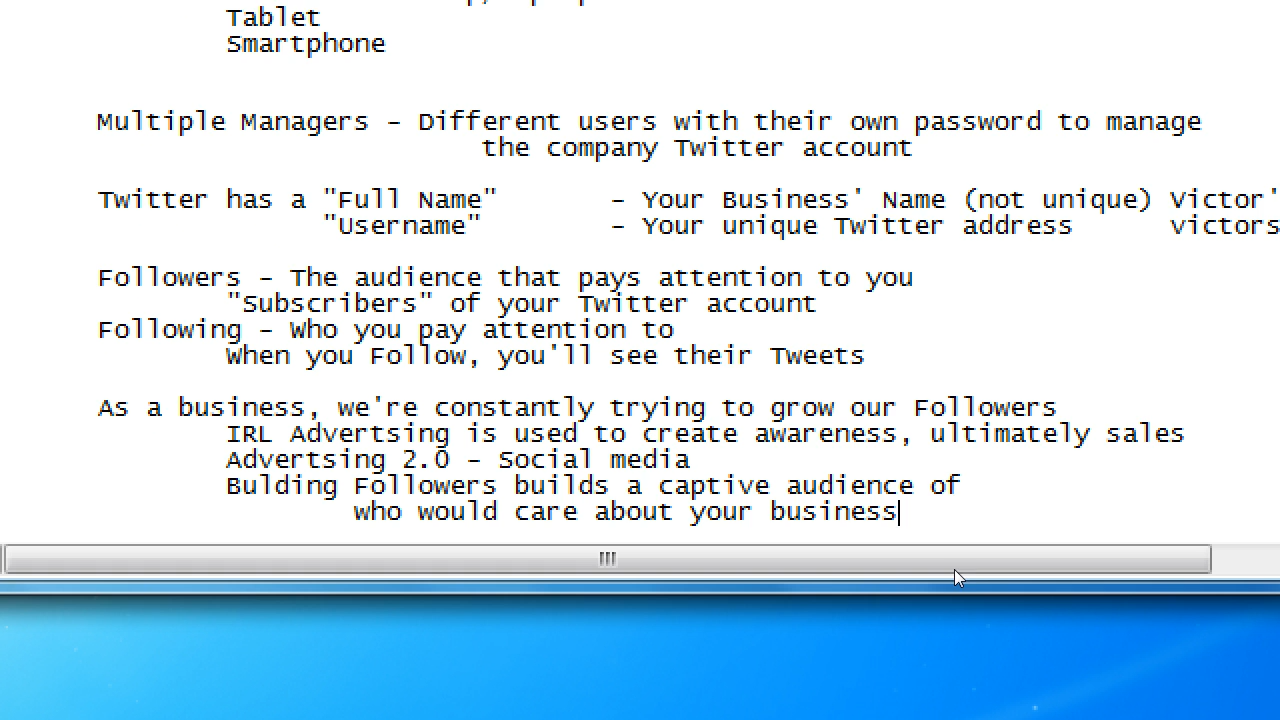 Tablet
Smartphone
Multiple Managers - Different users with their own password to manage
the company Twitter account
Twitter has a "Full Name" - Your Business' Name (not unique) Victor'
"Username" - Your unique Twitter address victors
Followers - The audience that pays attention to you
"Subscribers" of your Twitter account
Following - Who you pay attention to
When you Follow, you'll see their Tweets
As a business, we're constantly trying to grow our Followers
IRL Advertsing is used to create awareness, ultimately sales
Advertsing 2.0 - Social media
Bulding Followers builds a captive audience of
who would care about your business